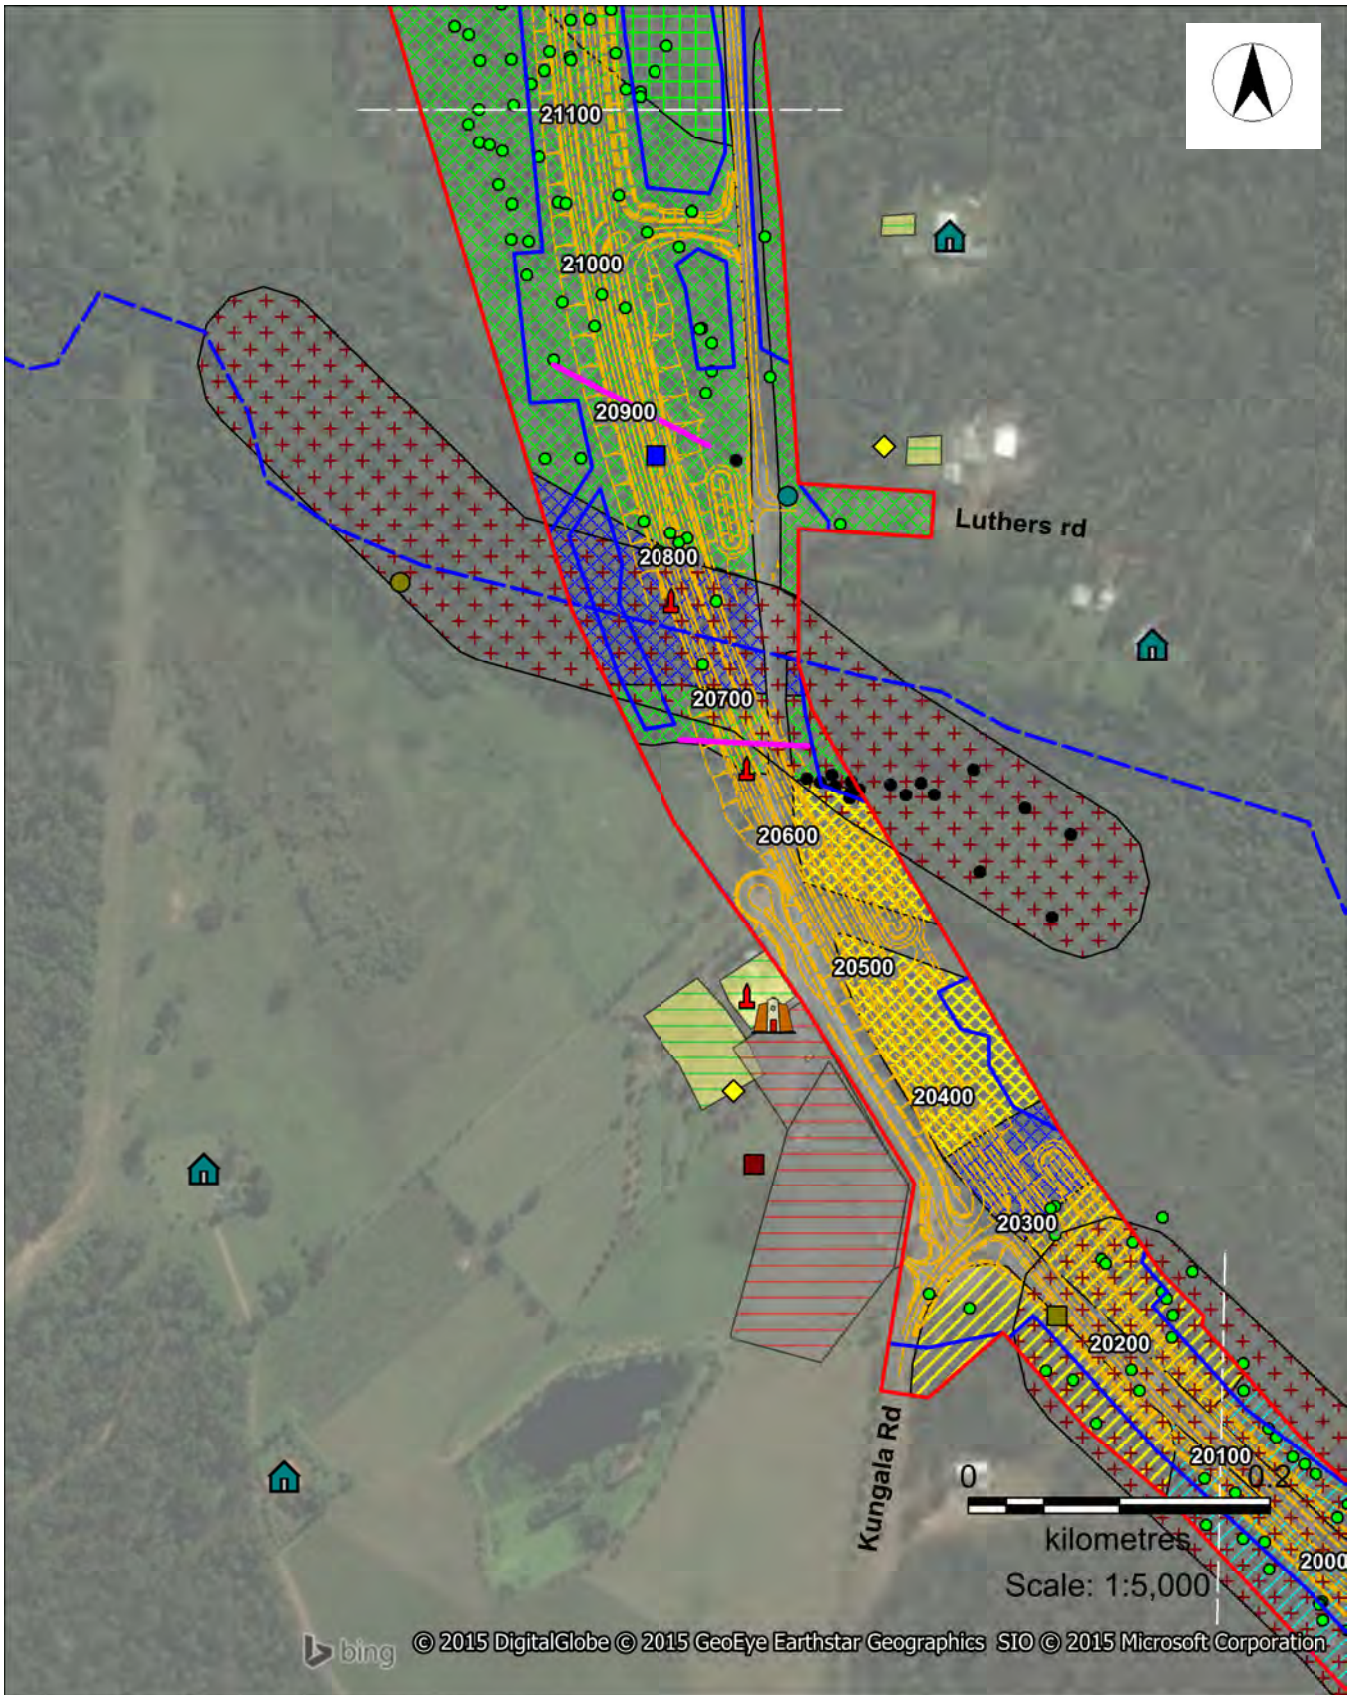 21100
21000
20900
Luthers rd
20800
20700
20600
20500
20400
20300
20200
20100
Kungala Rd
0 0.2
kilometres
Scale: 1:5,000
2000
bing © 2015 DigitalGlobe © 2015 GeoEye Earthstar Geographics SIO © 2015 Microsoft Corporation